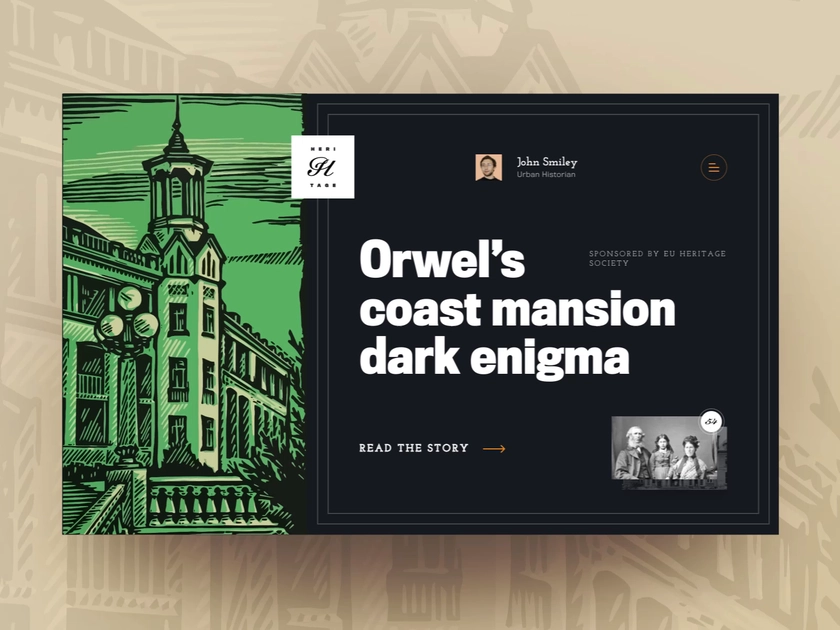 HERI
H
TAGE
John Smiley
Urban Historian
SPONSORED BY EU HERITAGE
SOCIETY
Orwel’s
coast mansion
dark enigma
READ THE STORY
54